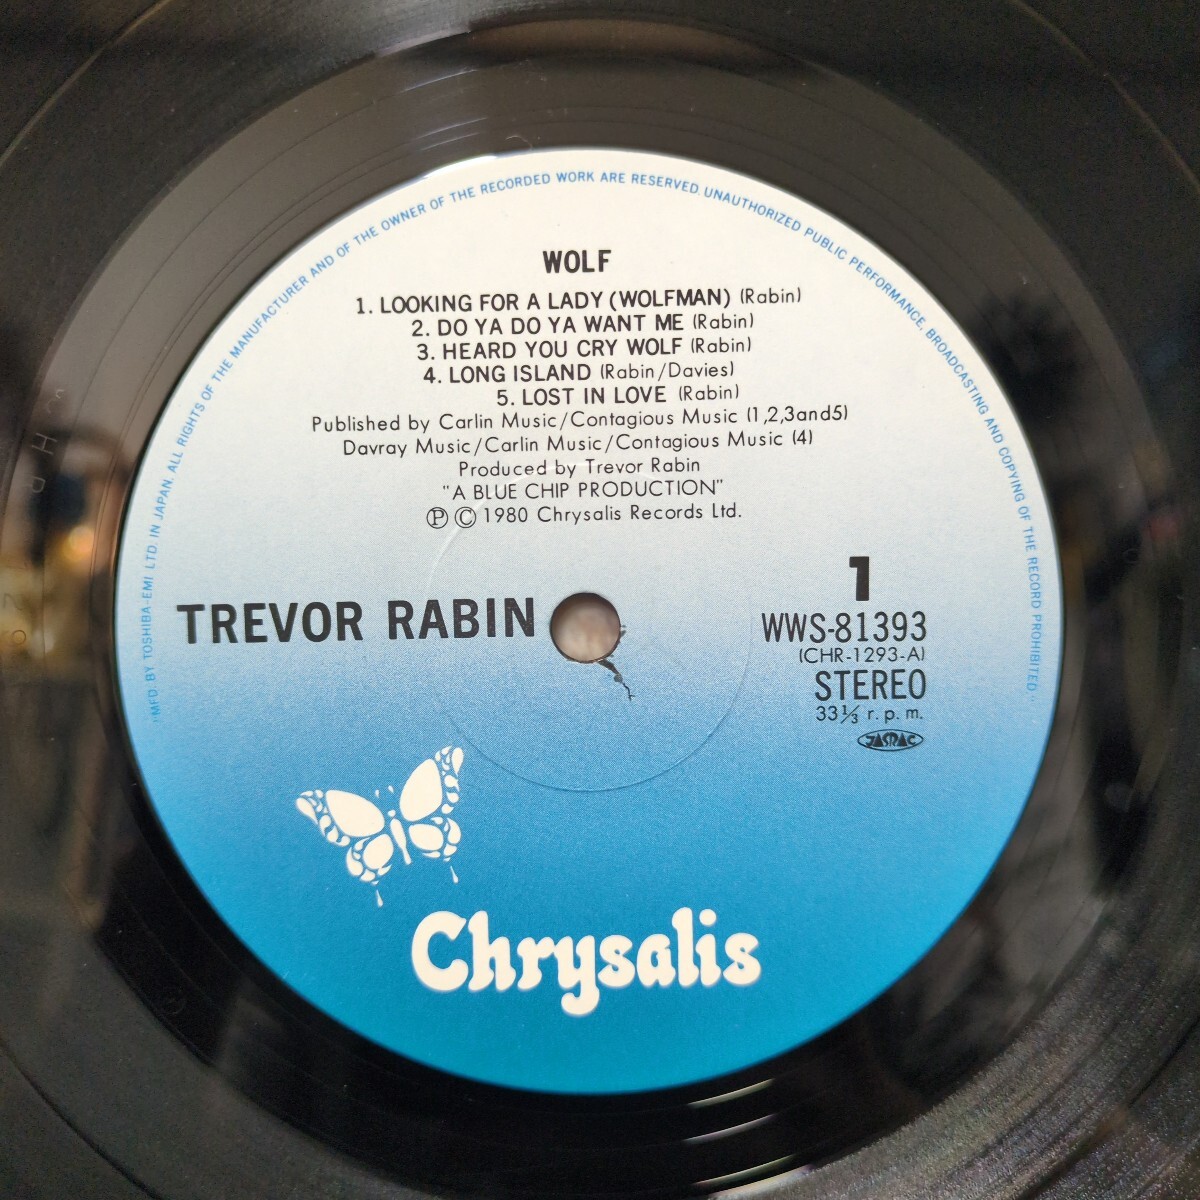 "MFD. BY TOSHIBA-EMI LTD. IN JAPAN. ALL RIGHTS OF THE MANUFACTURER AND OF THE OWNER OF THE RECORDED WORK ARE RESERVED. UNAUTHORIZED PUBLIC PERFORMANCE, BROADCASTING AND COPYING OF THE RECORD PROHIBITED."
WOLF
1. LOOKING FOR A LADY (WOLFMAN) (Rabin)
2. DO YA DO YA WANT ME (Rabin)
3. HEARD YOU CRY WOLF (Rabin)
4. LONG ISLAND (Rabin/Davies)
5. LOST IN LOVE (Rabin)
Published by Carlin Music/Contagious Music (1,2,3and5)
Davray Music/Carlin Music/Contagious Music (4)
Produced by Trevor Rabin
"A BLUE CHIP PRODUCTION"
Ⓟ Ⓒ 1980 Chrysalis Records Ltd.
TREVOR RABIN
1
WWS-81393
(CHR-1293-A)
STEREO
33⅓ r.p.m.
JASRAC
Chrysalis